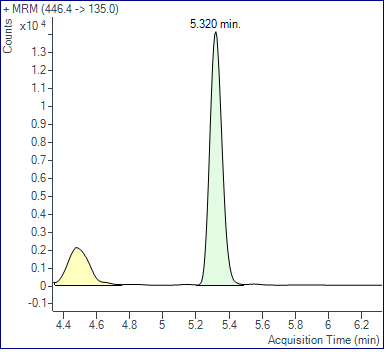 + MRM (446.4 -> 135.0)
Counts
x10 4
5.320 min.
1.3
1.2
1.1
1
0.9
0.8
0.7
0.6
0.5
0.4
0.3
0.2
0.1
0
-0.1
4.4 4.6 4.8 5 5.2 5.4 5.6 5.8 6 6.2
Acquisition Time (min)